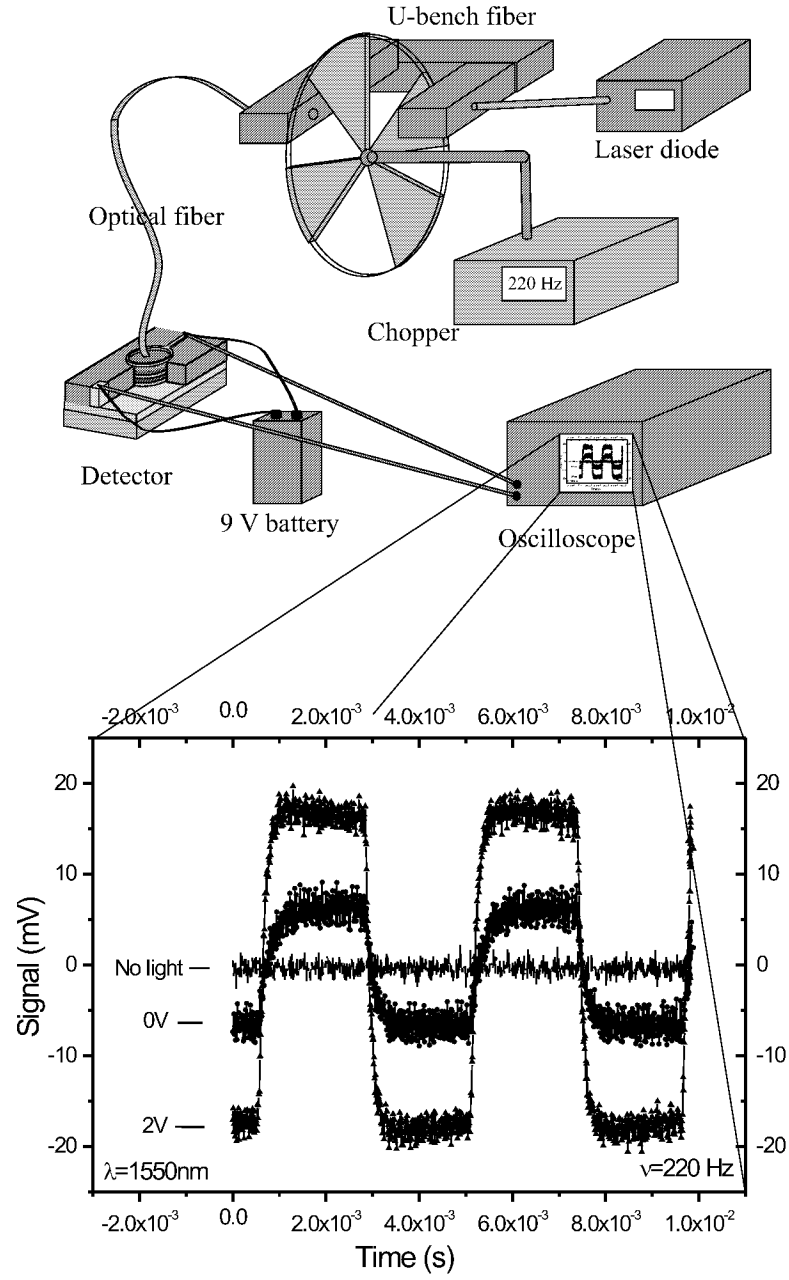 U-bench fiber
Laser diode
Optical fiber
220 Hz
Chopper
Detector
9 V battery
Oscilloscope
-2.0x10⁻³ 0.0 2.0x10⁻³ 4.0x10⁻³ 6.0x10⁻³ 8.0x10⁻³ 1.0x10⁻²
20 20
10 10
No light 0 0
0V
-10 -10
2V
-20 -20
Signal (mV)
λ=1550nm ν=220 Hz
-2.0x10⁻³ 0.0 2.0x10⁻³ 4.0x10⁻³ 6.0x10⁻³ 8.0x10⁻³ 1.0x10⁻²
Time (s)